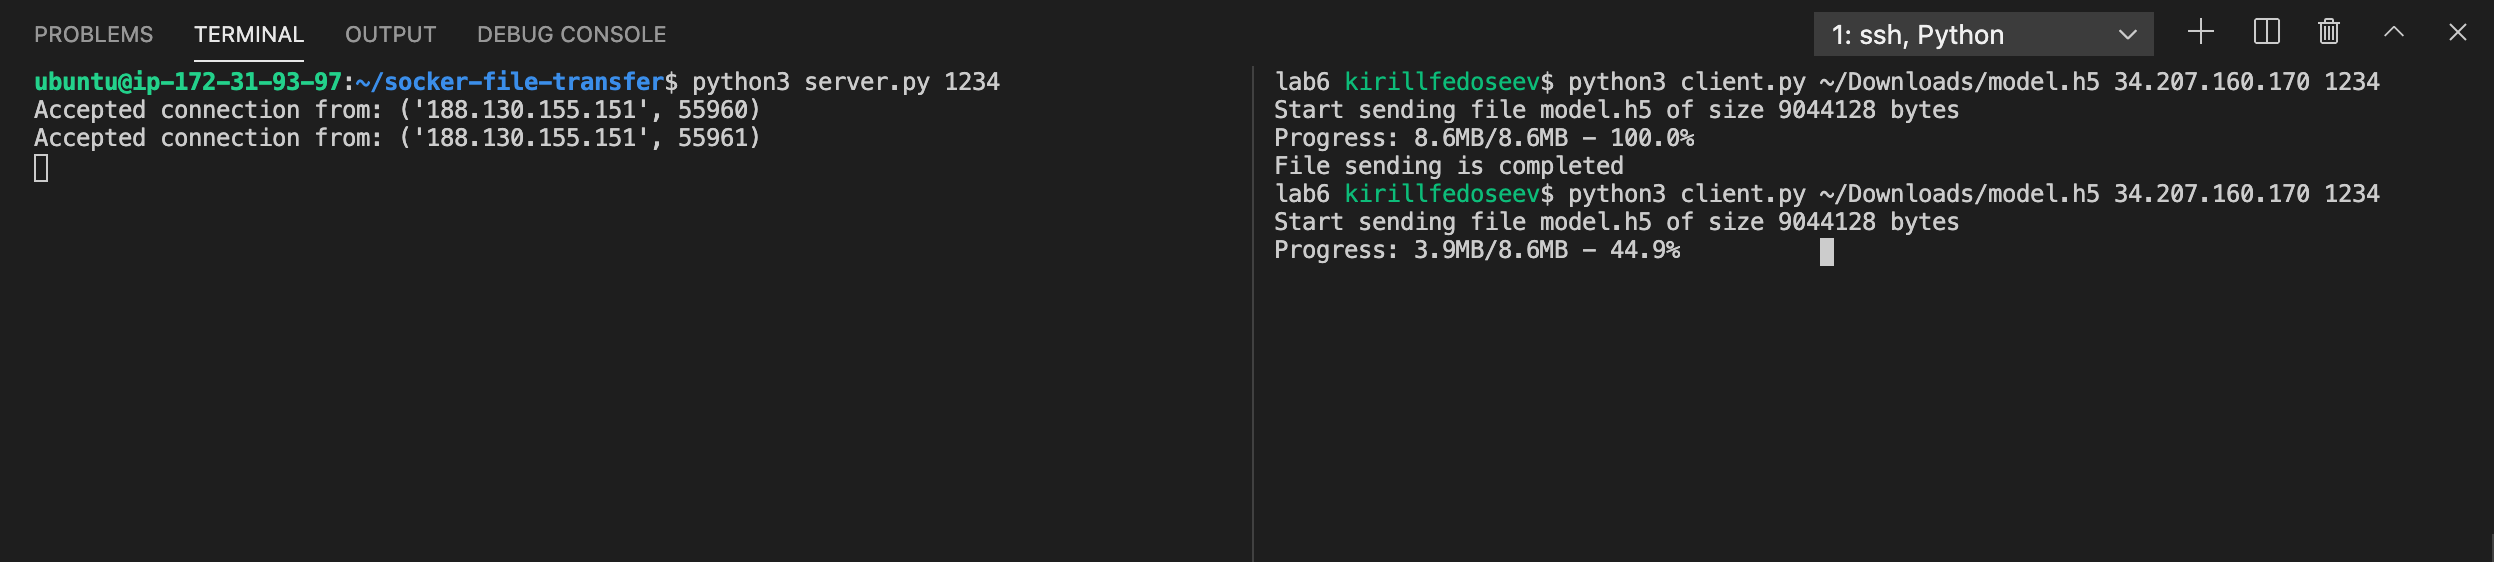 PROBLEMS TERMINAL OUTPUT DEBUG CONSOLE 1: ssh, Python
ubuntu@ip-172-31-93-97:~/socker-file-transfer$ python3 server.py 1234
Accepted connection from: ('188.130.155.151', 55960)
Accepted connection from: ('188.130.155.151', 55961)
lab6 kirillfedoseev$ python3 client.py ~/Downloads/model.h5 34.207.160.170 1234
Start sending file model.h5 of size 9044128 bytes
Progress: 8.6MB/8.6MB - 100.0%
File sending is completed
lab6 kirillfedoseev$ python3 client.py ~/Downloads/model.h5 34.207.160.170 1234
Start sending file model.h5 of size 9044128 bytes
Progress: 3.9MB/8.6MB - 44.9%